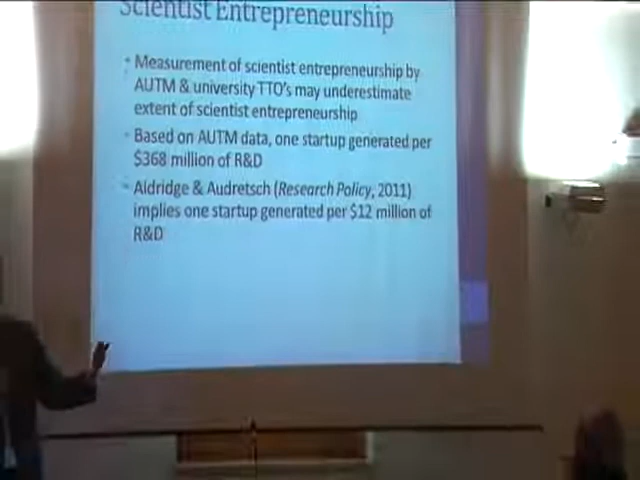 Scientist Entrepreneurship
• Measurement of scientist entrepreneurship by
AUTM & university TTO's may underestimate
extent of scientist entrepreneurship
• Based on AUTM data, one startup generated per
$368 million of R&D
• Aldridge & Audretsch (Research Policy, 2011)
implies one startup generated per $12 million of
R&D